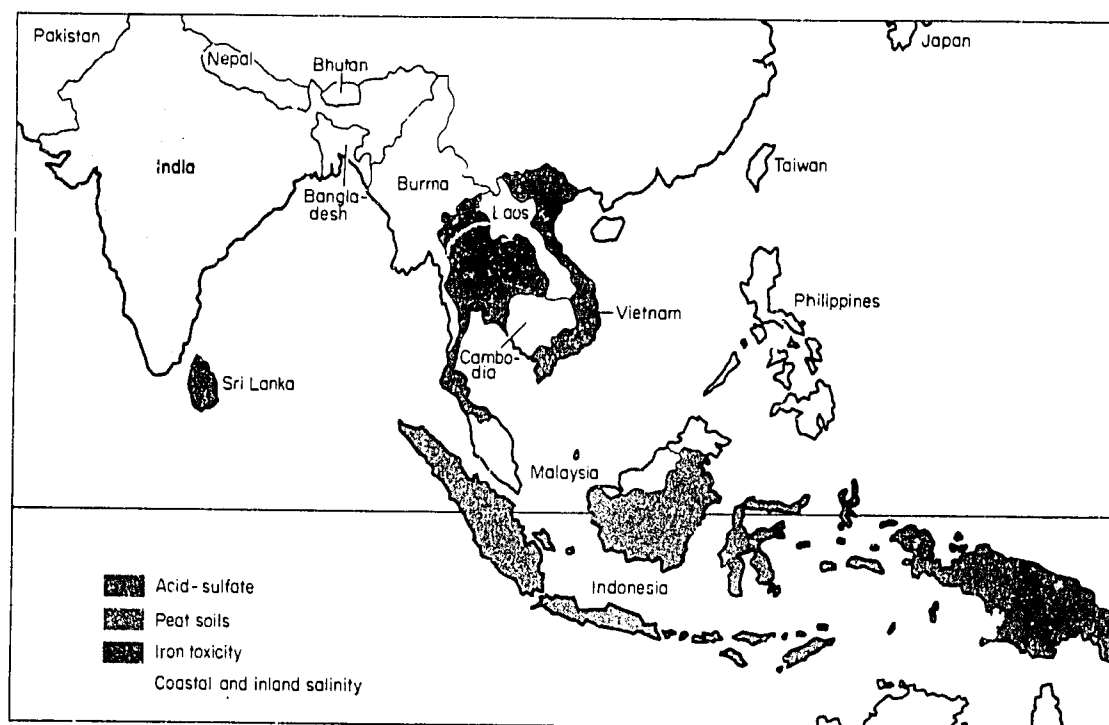 Pakistan
Nepal
Bhutan
Japan
India
Bangla-
desh
Burma
Laos
Taiwan
Philippines
Vietnam
Cambo-
dia
Sri Lanka
Malaysia
Indonesia
Acid-sulfate
Peat soils
Iron toxicity
Coastal and inland salinity